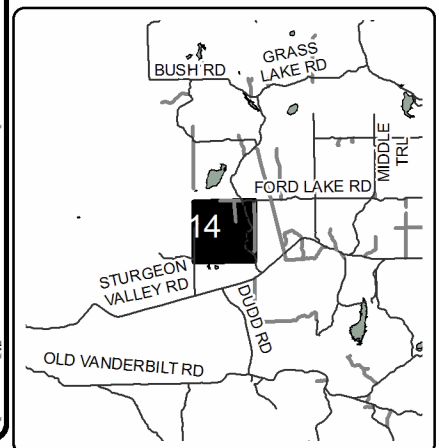 GRASS
LAKE RD
BUSH RD
MIDDLE
TRL
FORD LAKE RD
14
STURGEON
VALLEY RD
DUDD RD
OLD VANDERBILT RD